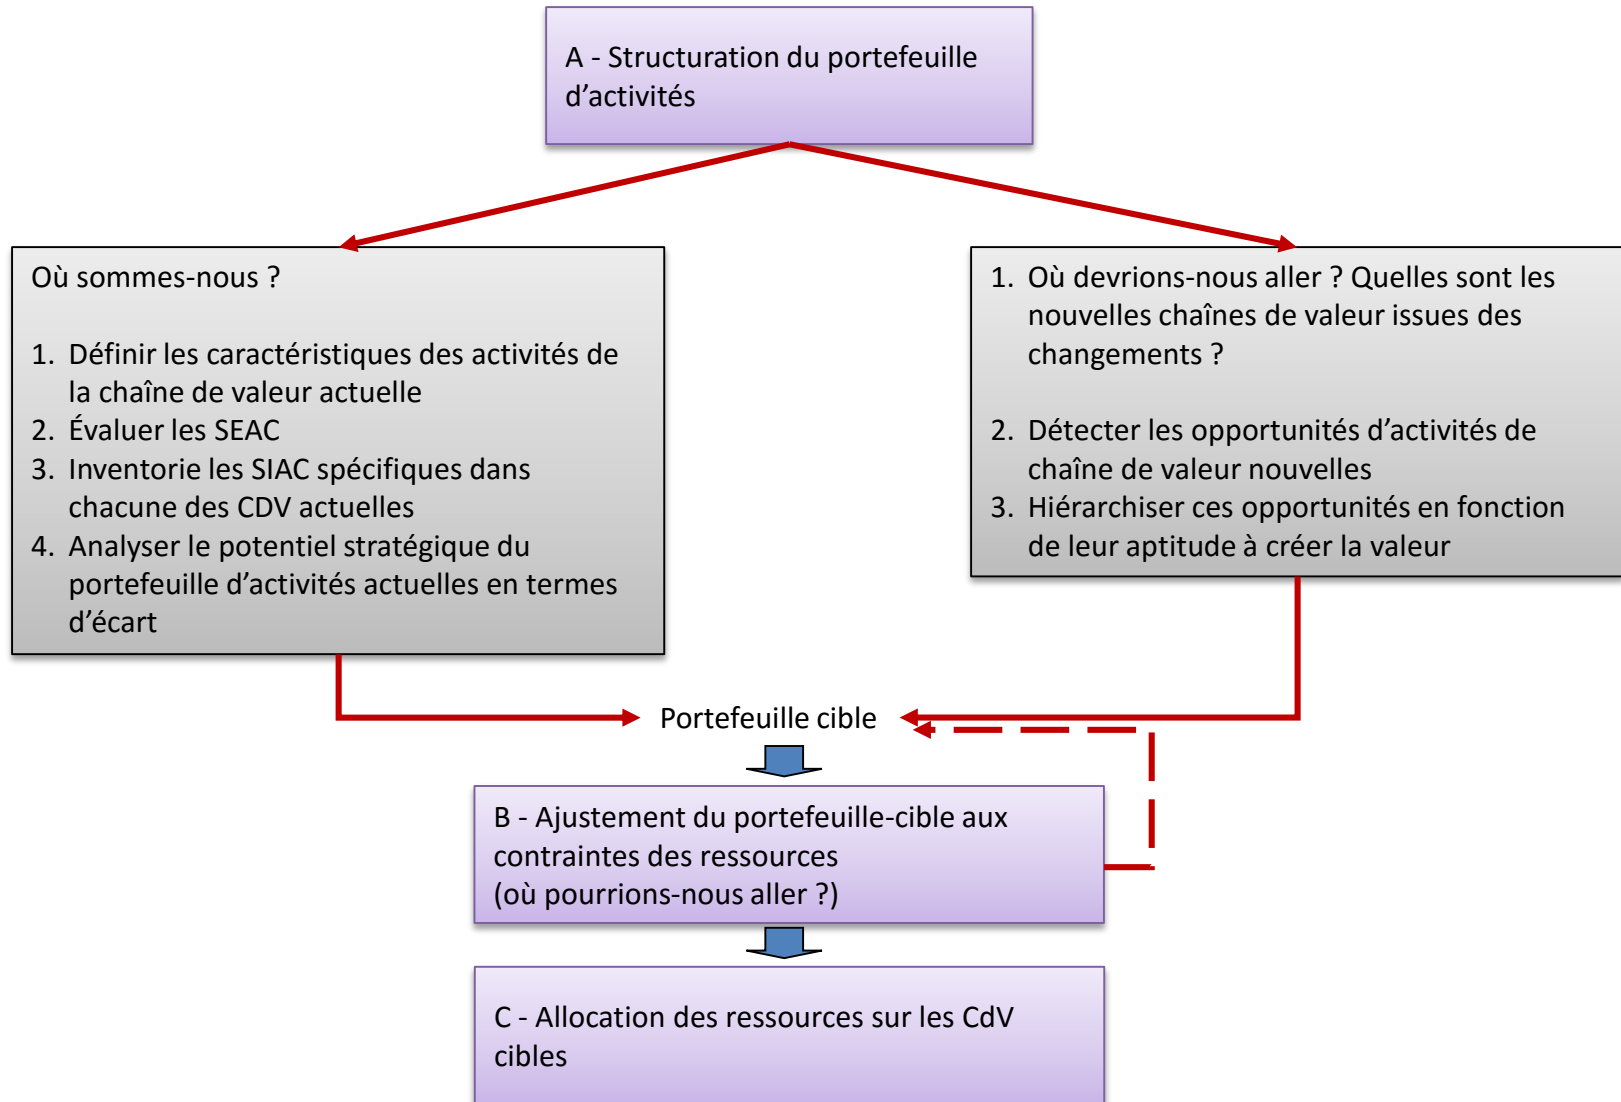 A - Structuration du portefeuille
d’activités
Où sommes-nous ?
1. Définir les caractéristiques des activités de
la chaîne de valeur actuelle
2. Évaluer les SEAC
3. Inventorie les SIAC spécifiques dans
chacune des CDV actuelles
4. Analyser le potentiel stratégique du
portefeuille d’activités actuelles en termes
d’écart
1. Où devrions-nous aller ? Quelles sont les
nouvelles chaînes de valeur issues des
changements ?
2. Détecter les opportunités d’activités de
chaîne de valeur nouvelles
3. Hiérarchiser ces opportunités en fonction
de leur aptitude à créer la valeur
Portefeuille cible
B - Ajustement du portefeuille-cible aux
contraintes des ressources
(où pourrions-nous aller ?)
C - Allocation des ressources sur les CdV
cibles